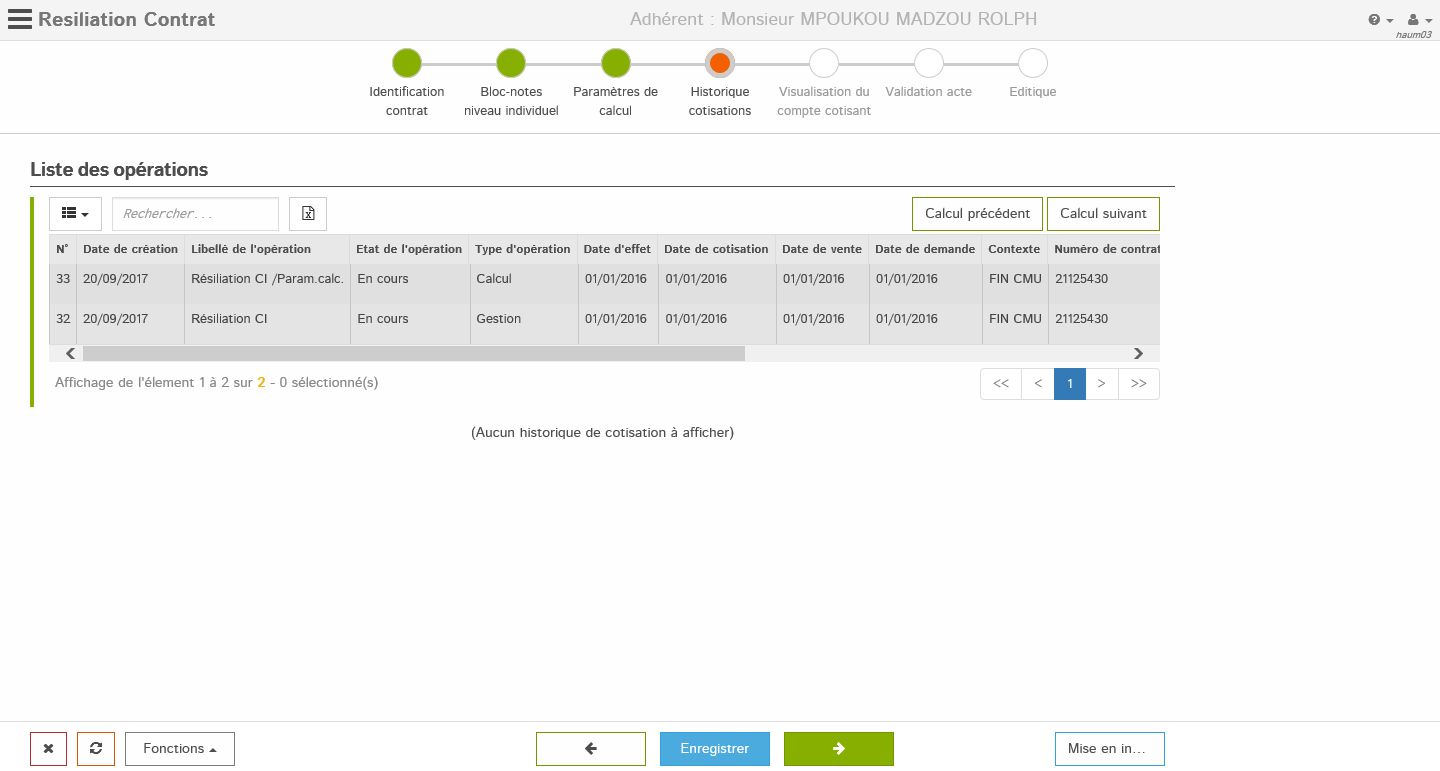 Resiliation Contrat
Adhérent : Monsieur MPOUKOU MADZOU ROLPH
haum03
Identification contrat
Bloc-notes niveau individuel
Paramètres de calcul
Historique cotisations
Visualisation du compte cotisant
Validation acte
Editique
Liste des opérations
Rechercher...
Calcul précédent
Calcul suivant
N° Date de création Libellé de l'opération Etat de l'opération Type d'opération Date d'effet Date de cotisation Date de vente Date de demande Contexte Numéro de contrat
33 20/09/2017 Résiliation CI /Param.calc. En cours Calcul 01/01/2016 01/01/2016 01/01/2016 01/01/2016 FIN CMU 21125430
32 20/09/2017 Résiliation CI En cours Gestion 01/01/2016 01/01/2016 01/01/2016 01/01/2016 FIN CMU 21125430
Affichage de l'élement 1 à 2 sur 2 - 0 sélectionné(s)
<< < 1 > >>
(Aucun historique de cotisation à afficher)
Fonctions
Enregistrer
Mise en in...